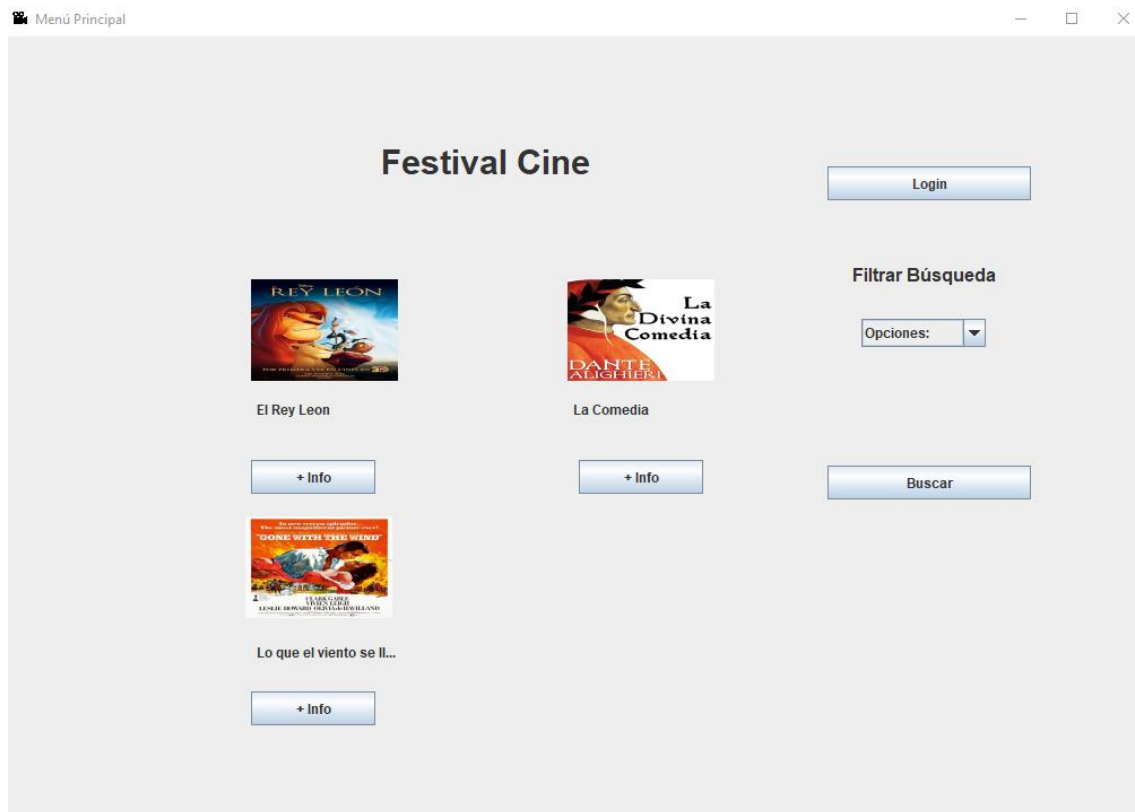 Menú Principal
Festival Cine
Login
Filtrar Búsqueda
Opciones:
REY LEÓN
La
Divina
Comedia
DANTE
ALIGHIERI
El Rey Leon
La Comedia
+ Info
+ Info
Buscar
"GONE WITH THE WIND"
CLARK GABLE
VIVIEN LEIGH
LESLIE HOWARD OLIVIA de HAVILLAND
Lo que el viento se ll...
+ Info